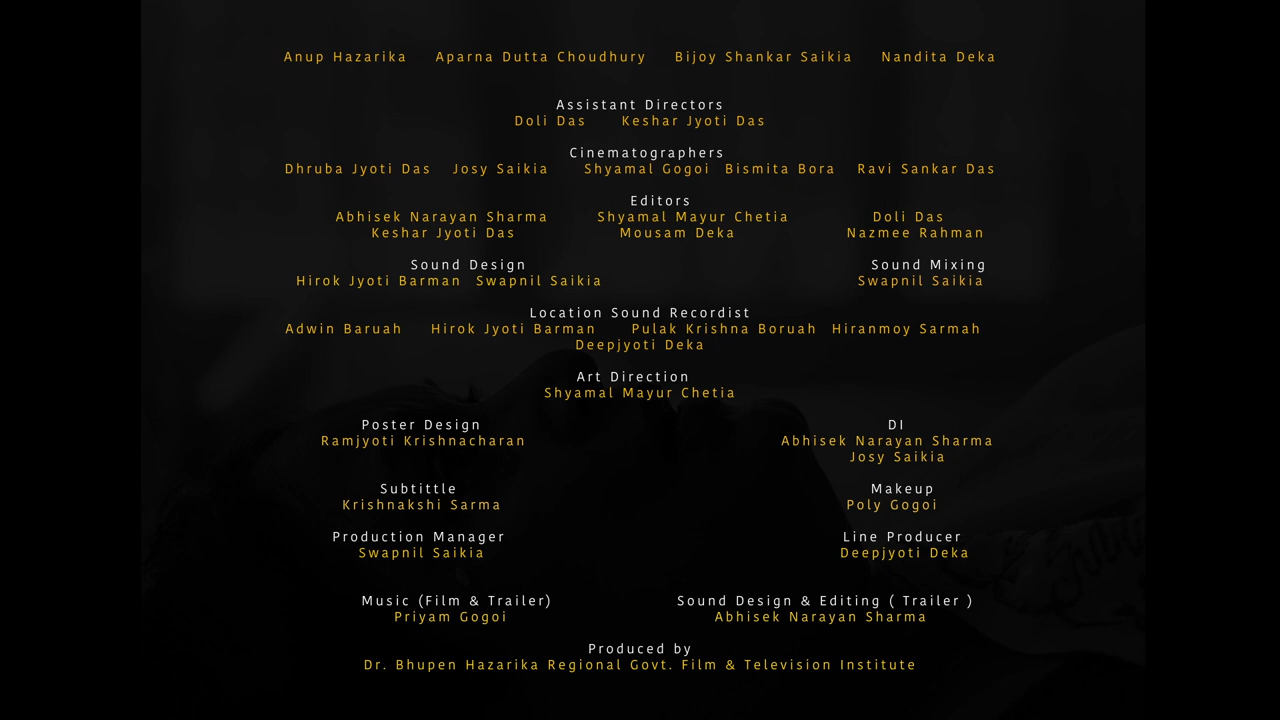 Anup Hazarika Aparna Dutta Choudhury Bijoy Shankar Saikia Nandita Deka
Assistant Directors
Doli Das Keshar Jyoti Das
Cinematographers
Dhruba Jyoti Das Josy Saikia Shyamal Gogoi Bismita Bora Ravi Sankar Das
Editors
Abhisek Narayan Sharma Shyamal Mayur Chetia Doli Das
Keshar Jyoti Das Mousam Deka Nazmee Rahman
Sound Design Sound Mixing
Hirok Jyoti Barman Swapnil Saikia Swapnil Saikia
Location Sound Recordist
Adwin Baruah Hirok Jyoti Barman Pulak Krishna Boruah Hiranmoy Sarmah
Deepjyoti Deka
Art Direction
Shyamal Mayur Chetia
Poster Design DI
Ramjyoti Krishnacharan Abhisek Narayan Sharma
Josy Saikia
Subtittle Makeup
Krishnakshi Sarma Poly Gogoi
Production Manager Line Producer
Swapnil Saikia Deepjyoti Deka
Music (Film & Trailer) Sound Design & Editing ( Trailer )
Priyam Gogoi Abhisek Narayan Sharma
Produced by
Dr. Bhupen Hazarika Regional Govt. Film & Television Institute